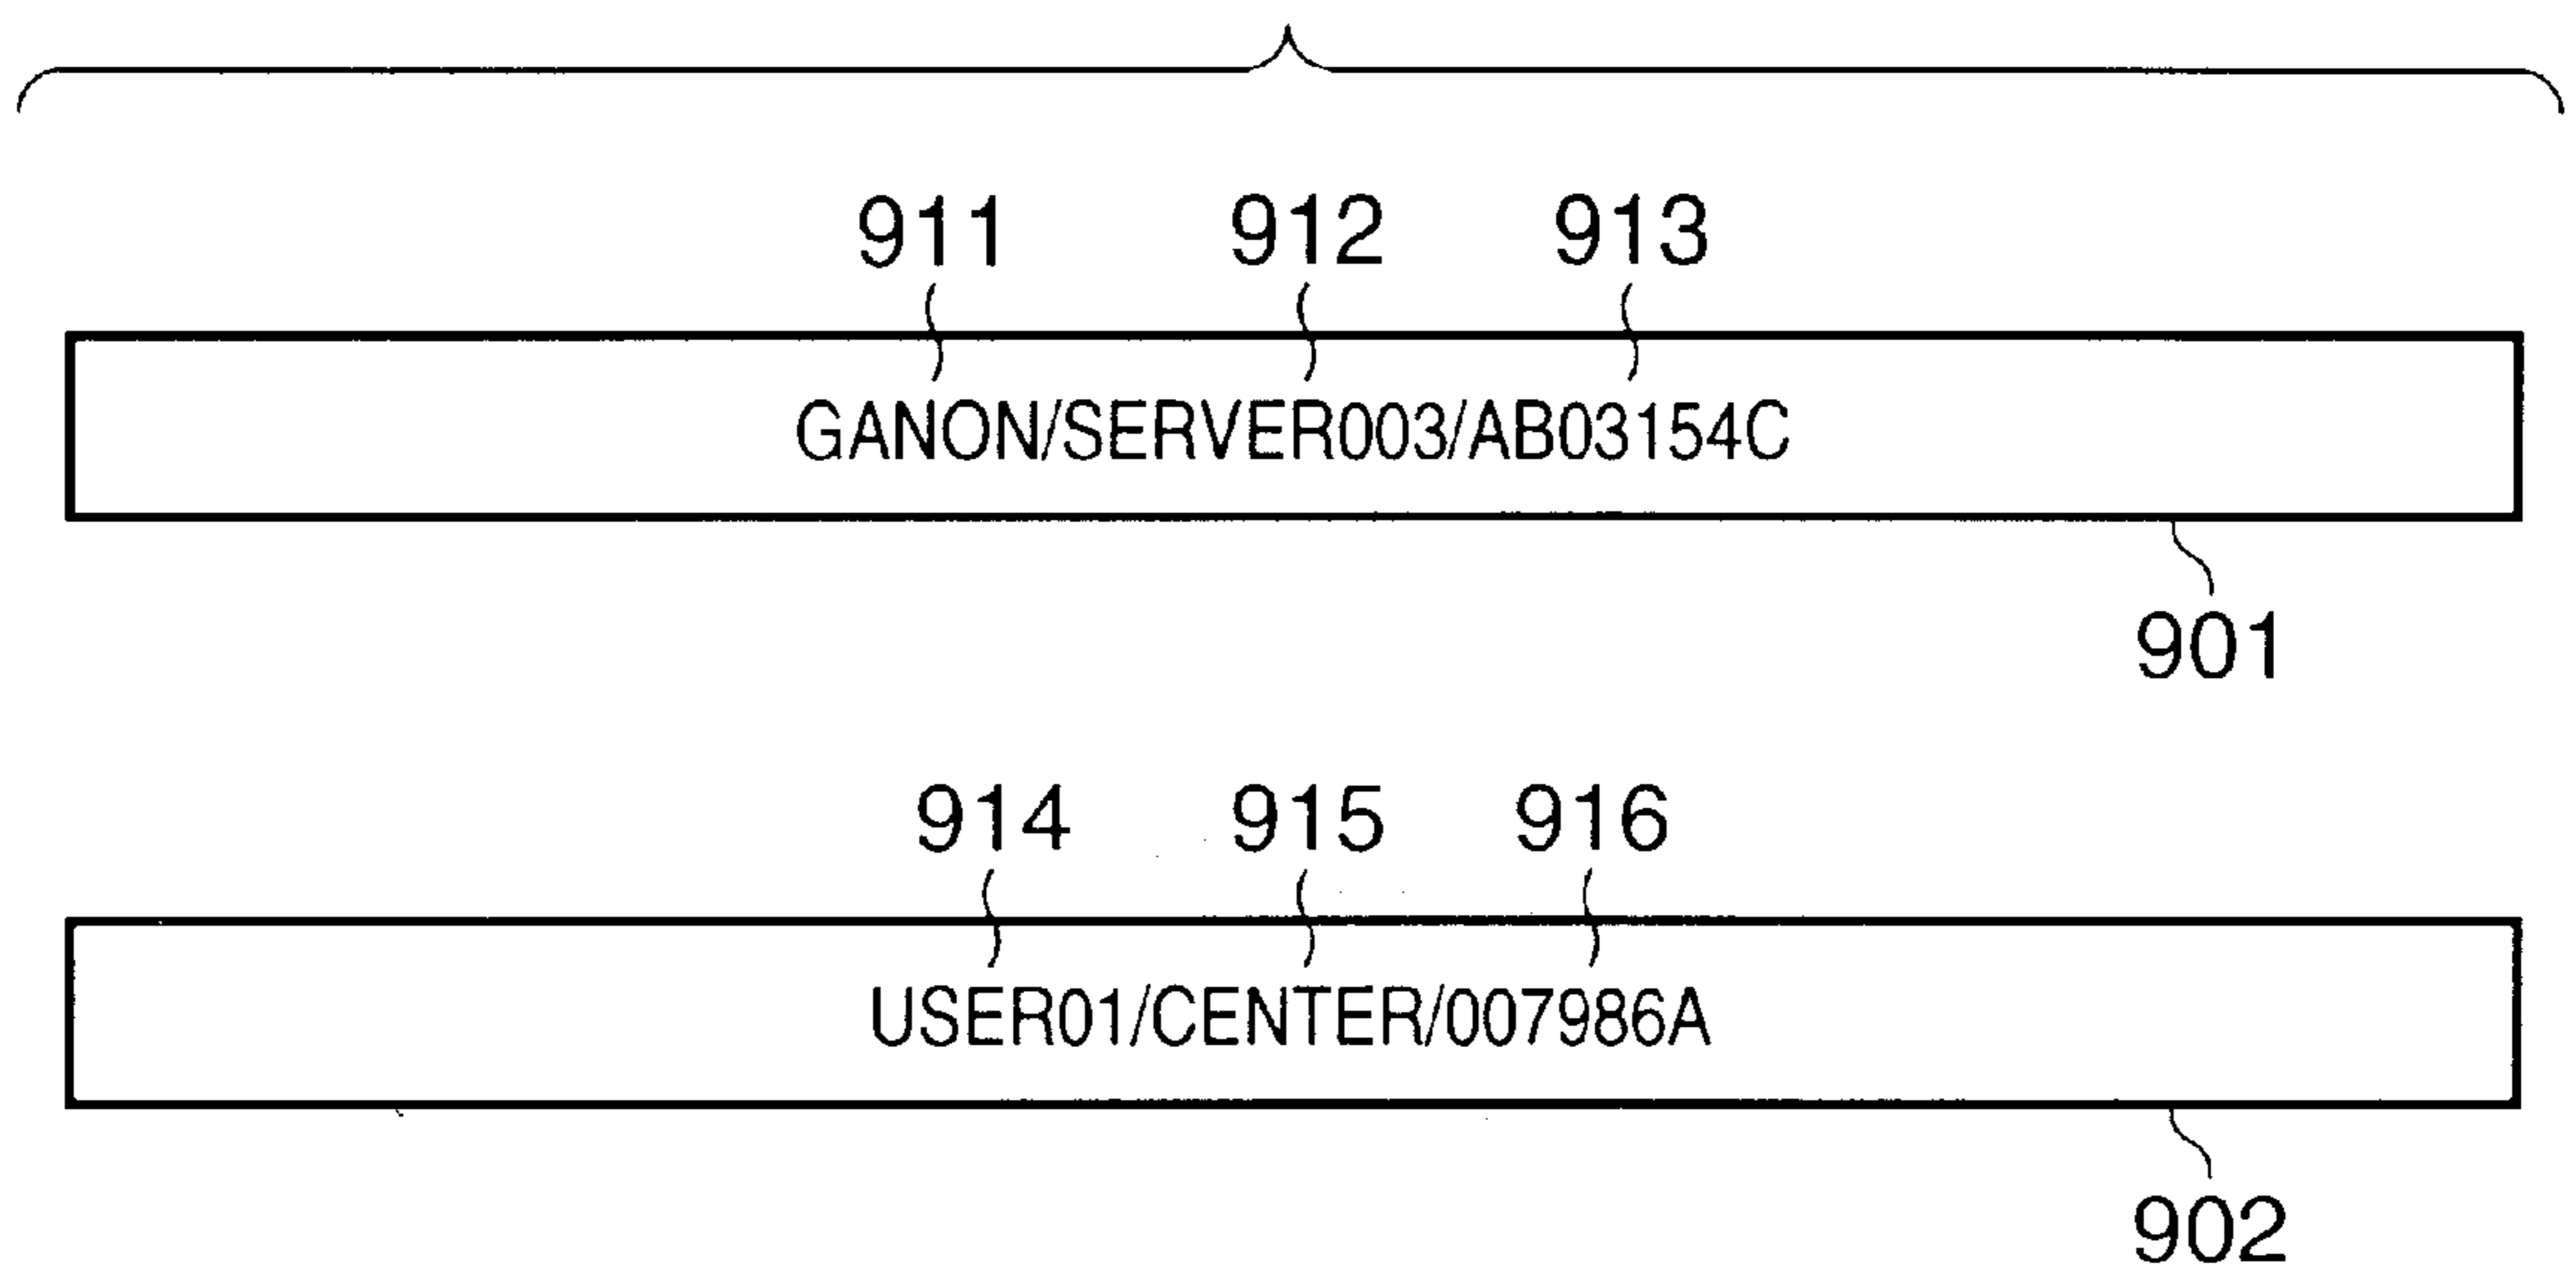 911 912 913
GANON/SERVER003/AB03154C
901
914 915 916
USER01/CENTER/007986A
902